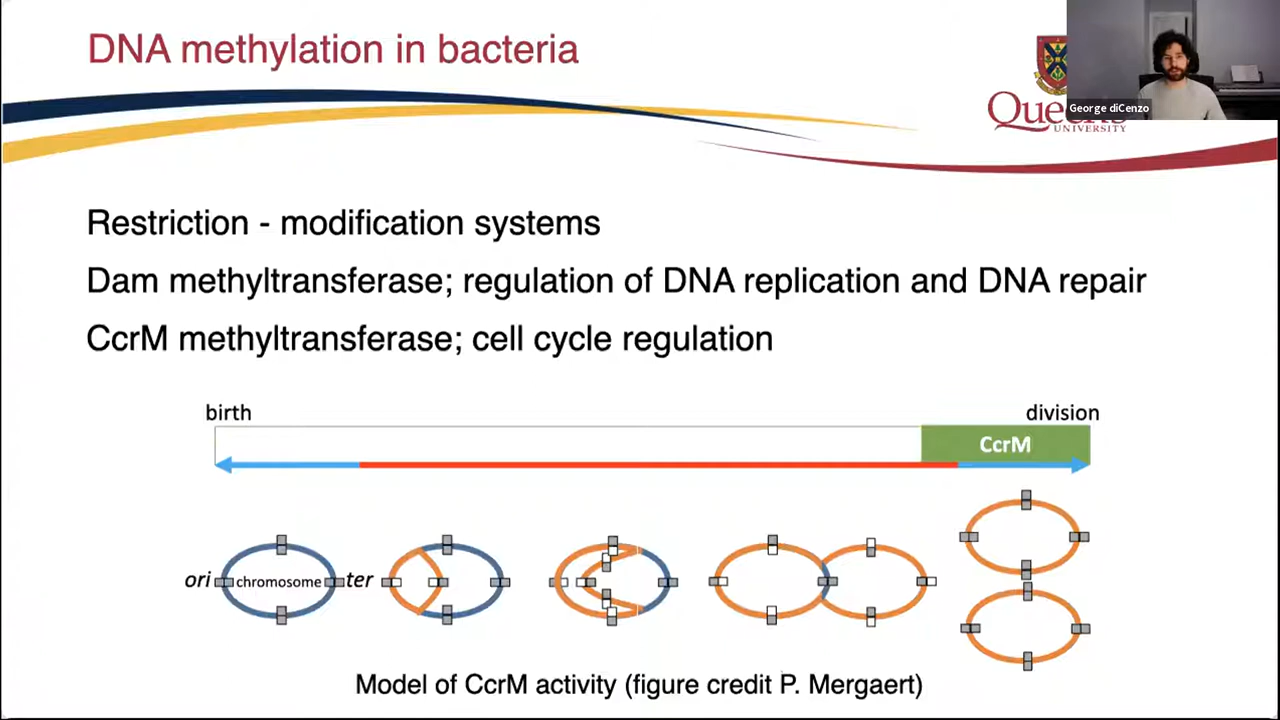 DNA methylation in bacteria
George diCenzo
UNIVERSITY
Restriction - modification systems
Dam methyltransferase; regulation of DNA replication and DNA repair
CcrM methyltransferase; cell cycle regulation
birth
division
CcrM
ori
chromosome
ter
Model of CcrM activity (figure credit P. Mergaert)